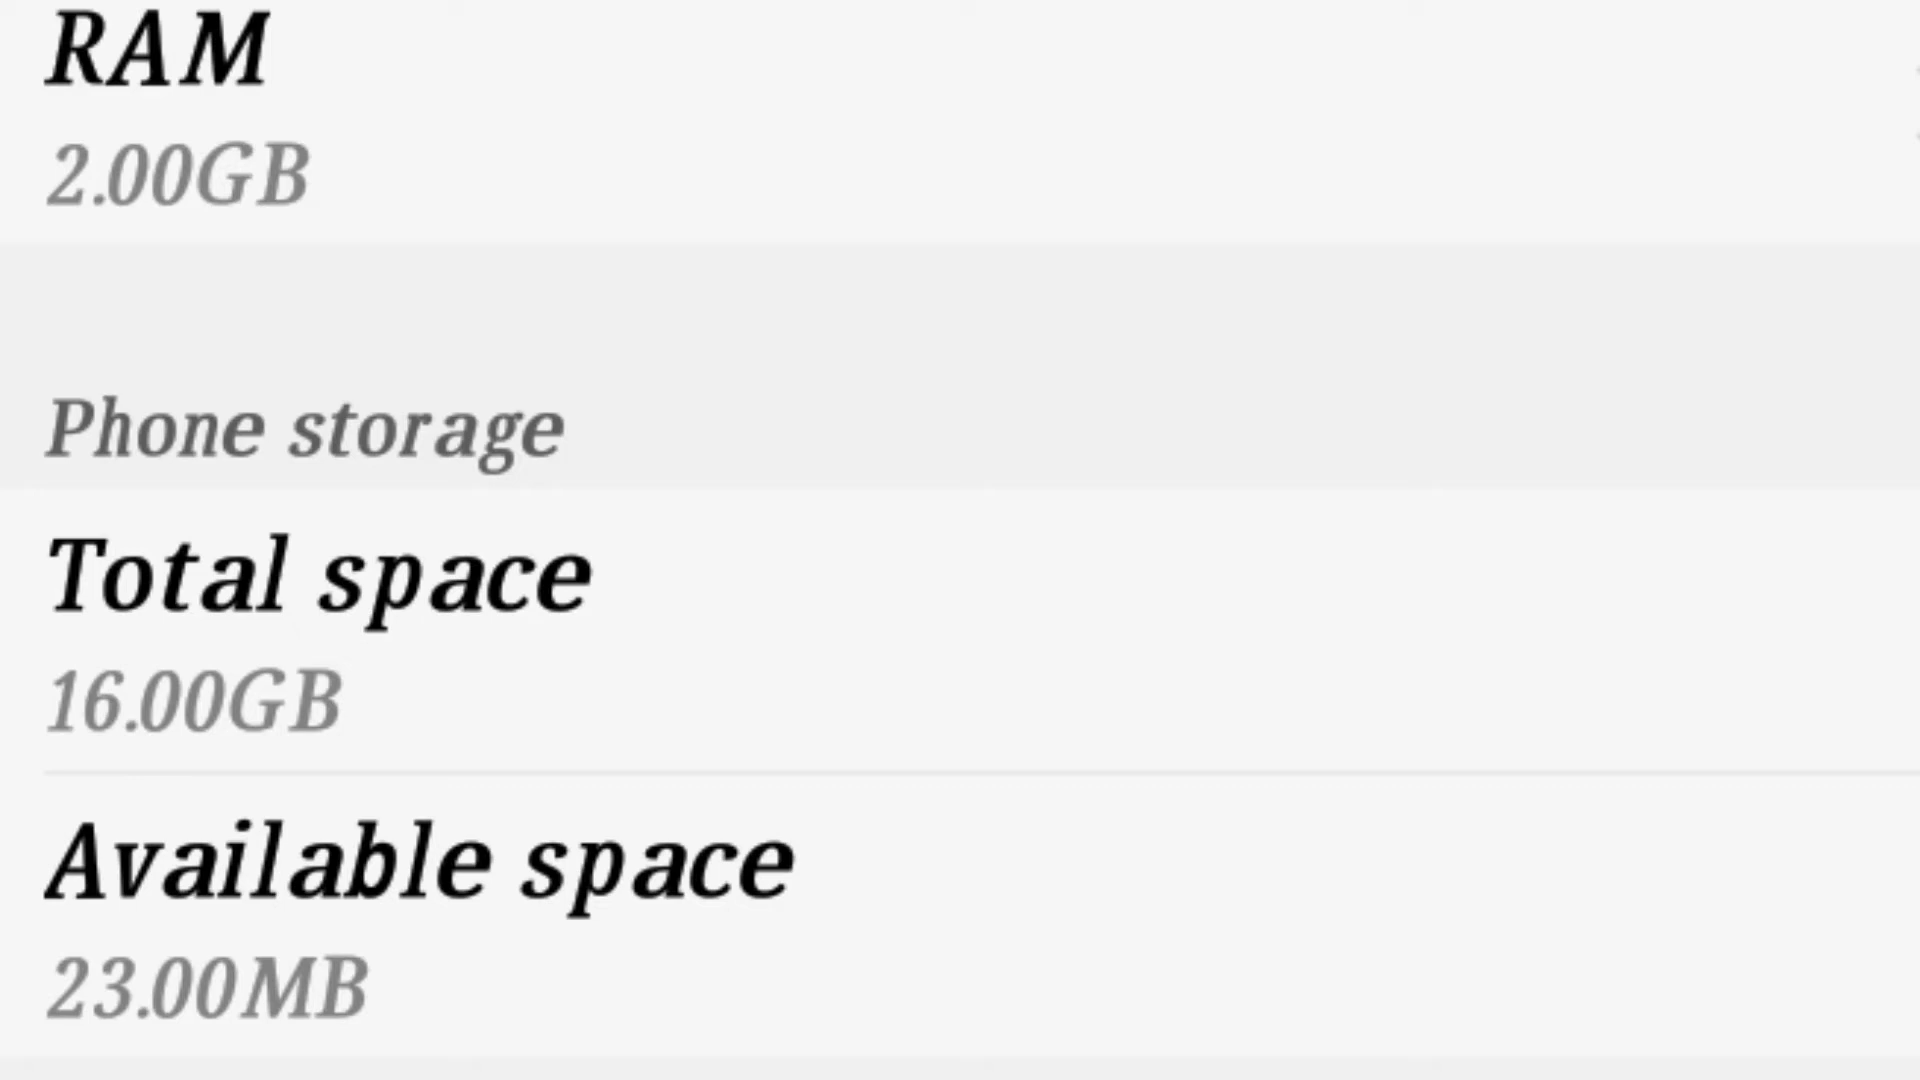 RAM
2.00GB
Phone storage
Total space
16.00GB
Available space
23.00MB